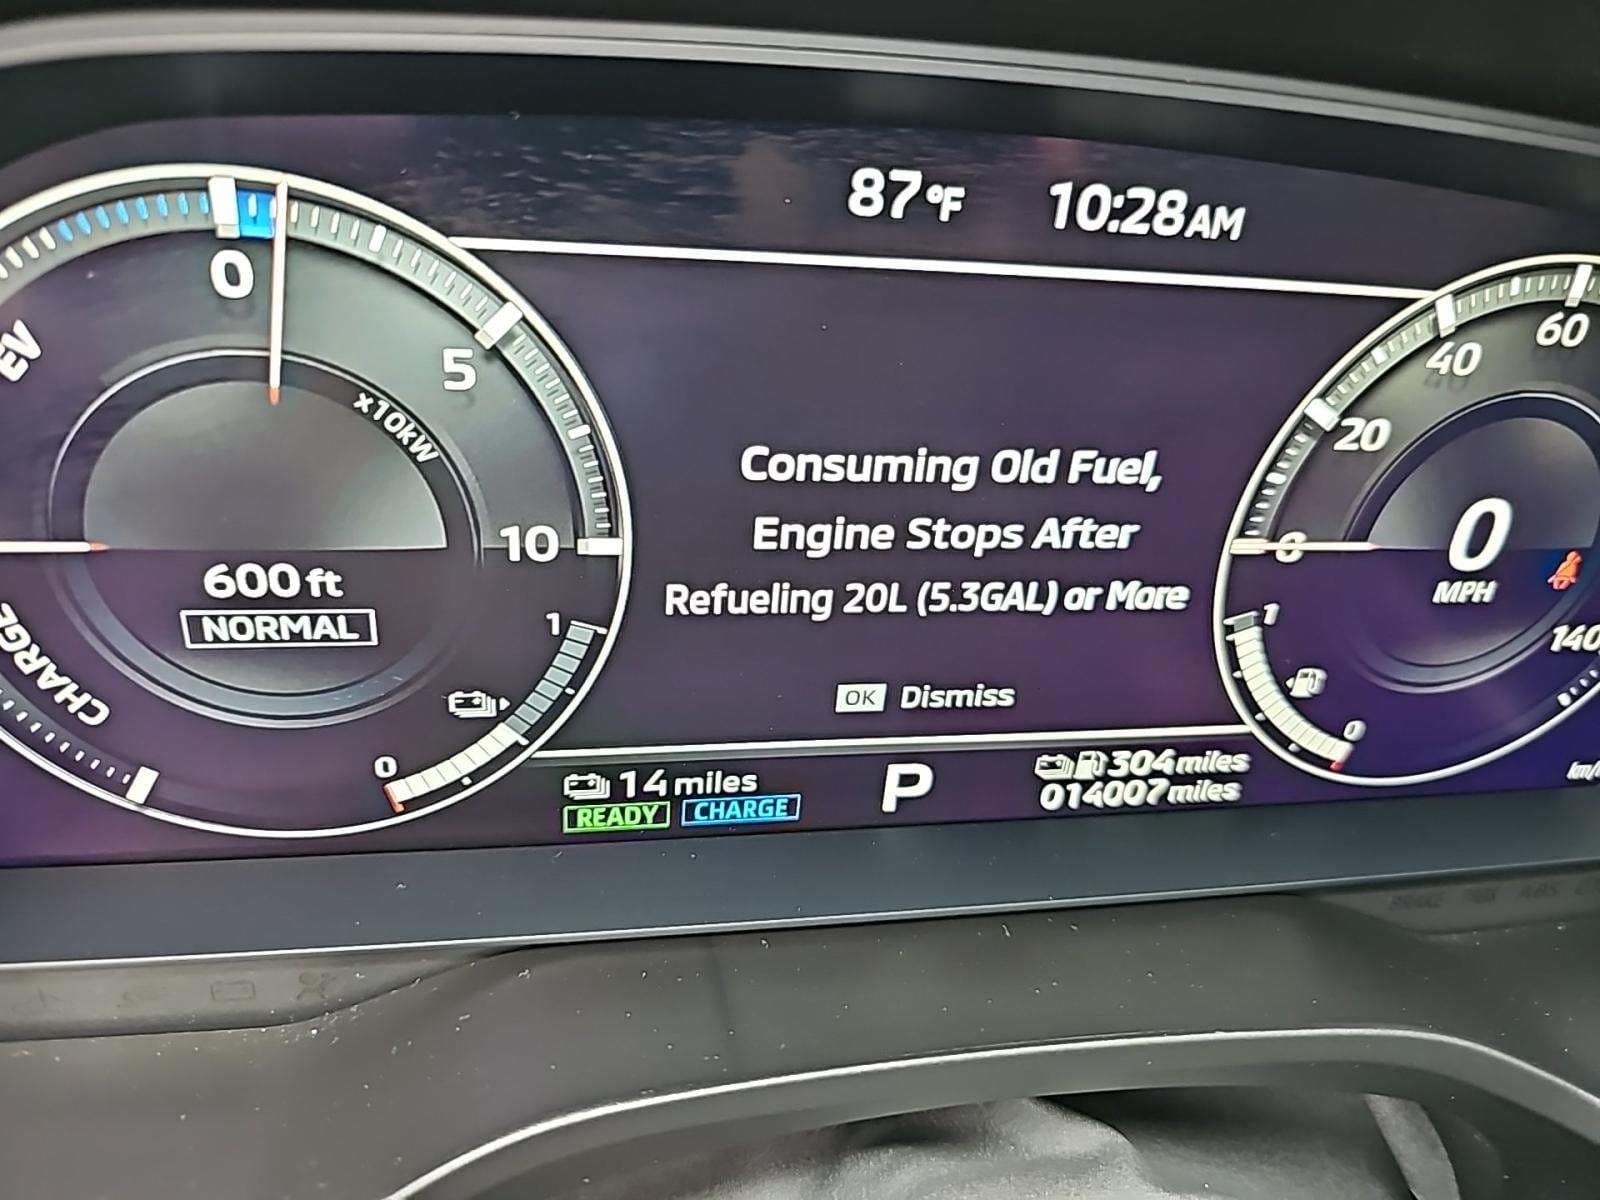 87°F 10:28AM
0
5
10
x10kW
EV
600 ft
NORMAL
CHARGE
1
0
Consuming Old Fuel,
Engine Stops After
Refueling 20L (5.3GAL) or More
OK Dismiss
60
40
20
0
0
MPH
140
1
0
14 miles
READY CHARGE
P
304 miles
014007 miles